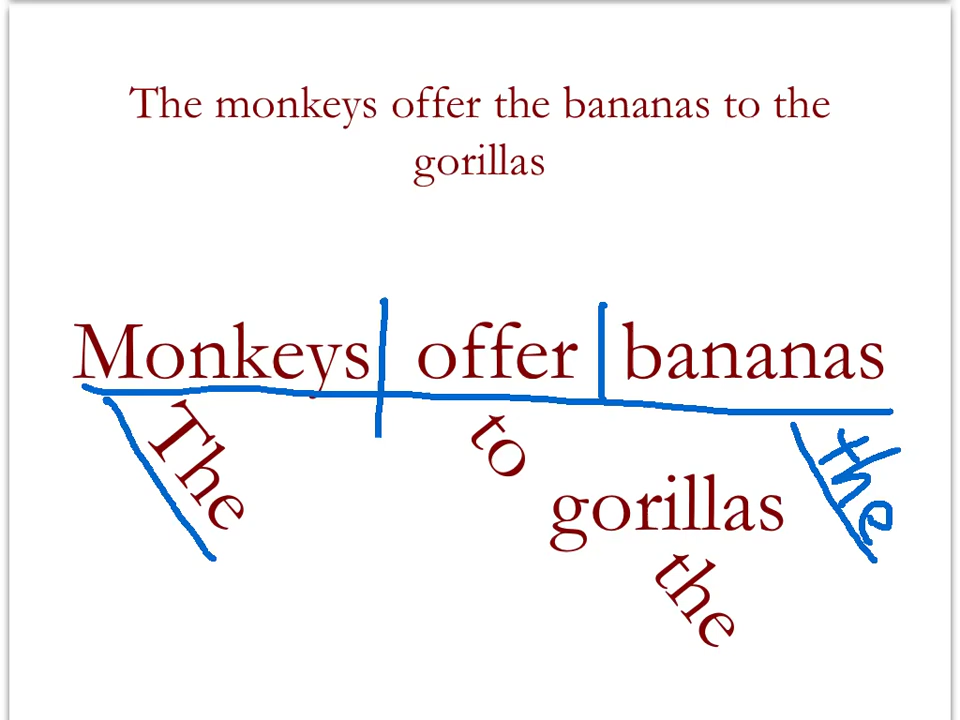 The monkeys offer the bananas to the
gorillas
Monkeys offer bananas
The
to
the
gorillas
the